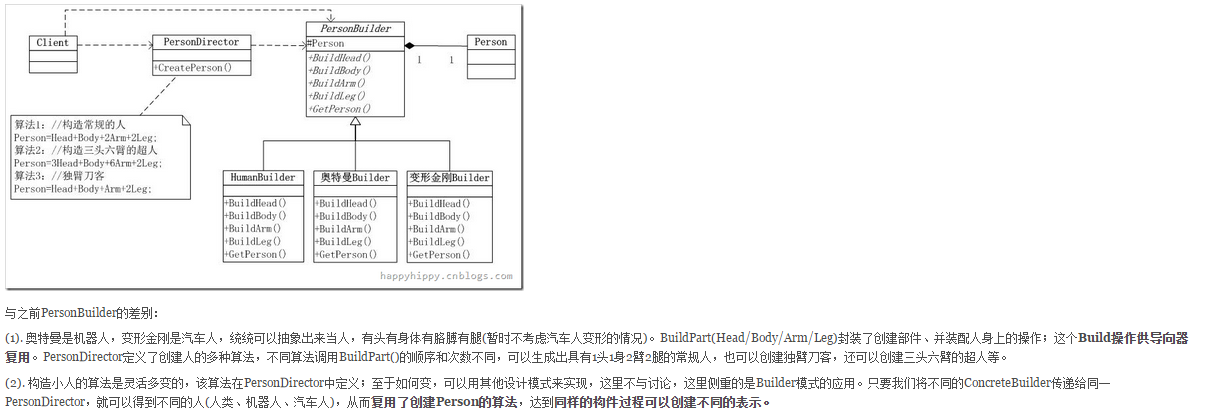 PersonBuilder
Client
PersonDirector
#Person
Person
+CreatePerson()
+BuildHead()
1
1
+BuildBody()
+BuildArm()
+BuildLeg()
+GetPerson()
算法1：//构造常规的人
Person=Head+Body+2Arm+2Leg;
算法2：//构造三头六臂的超人
Person=3Head+Body+6Arm+2Leg;
算法3：//独臂刀客
Person=Head+Body+Arm+2Leg;
HumanBuilder
+BuildHead()
+BuildBody()
+BuildArm()
+BuildLeg()
+GetPerson()
奥特曼Builder
+BuildHead()
+BuildBody()
+BuildArm()
+BuildLeg()
+GetPerson()
变形金刚Builder
+BuildHead()
+BuildBody()
+BuildArm()
+BuildLeg()
+GetPerson()
happyhippy.cnblogs.com
与之前PersonBuilder的差别：
(1). 奥特曼是机器人，变形金刚是汽车人，统统可以抽象出来当人，有头有身体有胳膊有腿(暂时不考虑汽车人变形的情况)。BuildPart(Head/Body/Arm/Leg)封装了创建部件、并装配人身上的操作；这个Build操作供导向器
复用。PersonDirector定义了创建人的多种算法，不同算法调用BuildPart()的顺序和次数不同，可以生成出具有1头1身2臂2腿的常规人，也可以创建独臂刀客，还可以创建三头六臂的超人等。
(2). 构造小人的算法是灵活多变的，该算法在PersonDirector中定义；至于如何变，可以用其他设计模式来实现，这里不与讨论，这里侧重的是Builder模式的应用。只要我们将不同的ConcreteBuilder传递给同一
PersonDirector，就可以得到不同的人(人类、机器人、汽车人)，从而复用了创建Person的算法，达到同样的构件过程可以创建不同的表示。